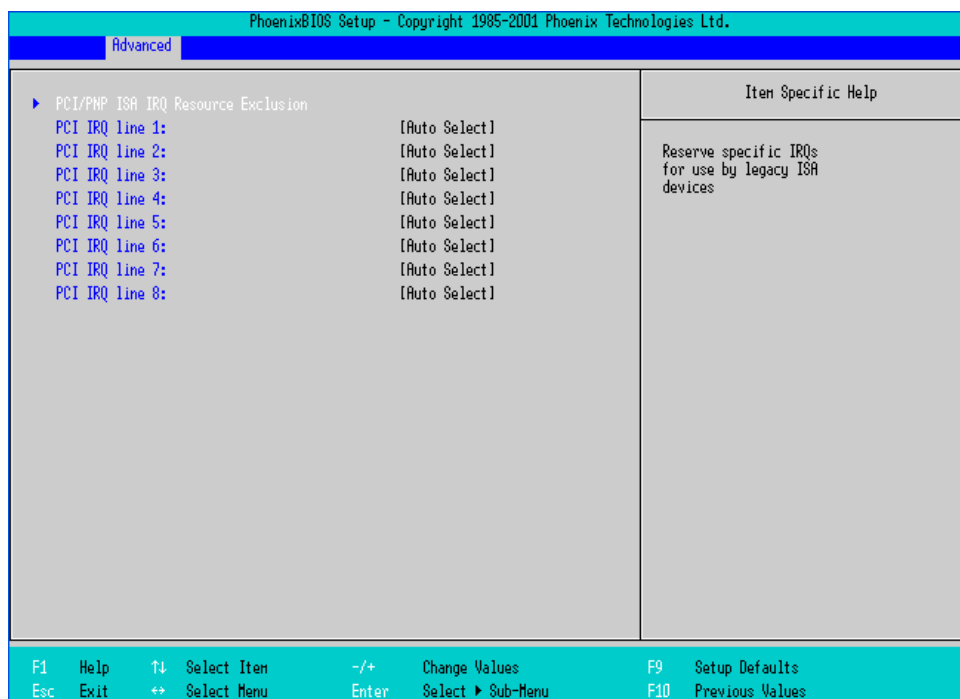 PhoenixBIOS Setup - Copyright 1985-2001 Phoenix Technologies Ltd.
Advanced
PCI/PNP ISA IRQ Resource Exclusion
PCI IRQ line 1: [Auto Select]
PCI IRQ line 2: [Auto Select]
PCI IRQ line 3: [Auto Select]
PCI IRQ line 4: [Auto Select]
PCI IRQ line 5: [Auto Select]
PCI IRQ line 6: [Auto Select]
PCI IRQ line 7: [Auto Select]
PCI IRQ line 8: [Auto Select]
Item Specific Help
Reserve specific IRQs
for use by legacy ISA
devices
F1 Help ↑↓ Select Item -/+ Change Values F9 Setup Defaults
Esc Exit ↔ Select Menu Enter Select ▶ Sub-Menu F10 Previous Values